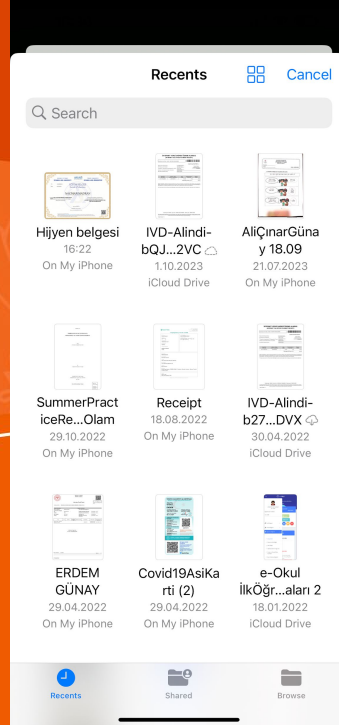 Recents
Cancel
Search
Hijyen belgesi
16:22
On My iPhone
IVD-Alindi-
bQJ...2VC
1.10.2023
iCloud Drive
AliÇınarGüna
y 18.09
21.07.2023
On My iPhone
SummerPract
iceRe...Olam
29.10.2022
On My iPhone
Receipt
18.08.2022
On My iPhone
IVD-Alindi-
b27...DVX
30.04.2022
iCloud Drive
ERDEM
GÜNAY
29.04.2022
On My iPhone
Covid19AsiKa
rti (2)
29.04.2022
On My iPhone
e-Okul
İlkÖğr...aları 2
18.01.2022
iCloud Drive
Recents
Shared
Browse